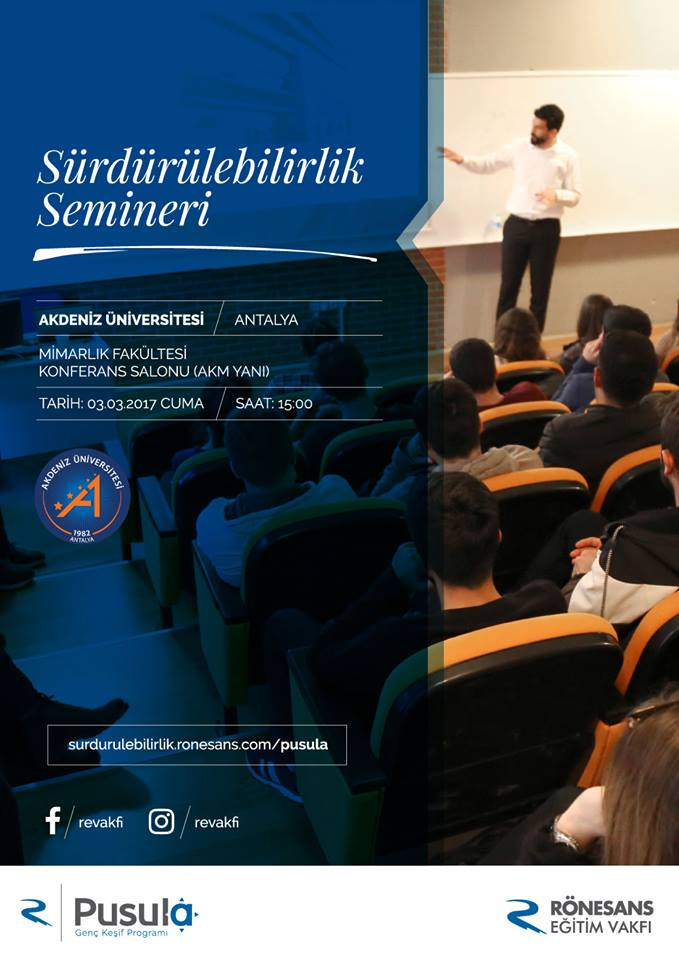 Sürdürülebilirlik
Semineri
AKDENİZ ÜNİVERSİTESİ / ANTALYA
MİMARLIK FAKÜLTESİ
KONFERANS SALONU (AKM YANI)
TARİH: 03.03.2017 CUMA / SAAT: 15:00
AKDENİZ ÜNİVERSİTESİ
1982
ANTALYA
surdurulebilirlik.ronesans.com/pusula
f / revakfi / revakfi
Pusula
Genç Keşif Programı
RÖNESANS
EĞİTİM VAKFI